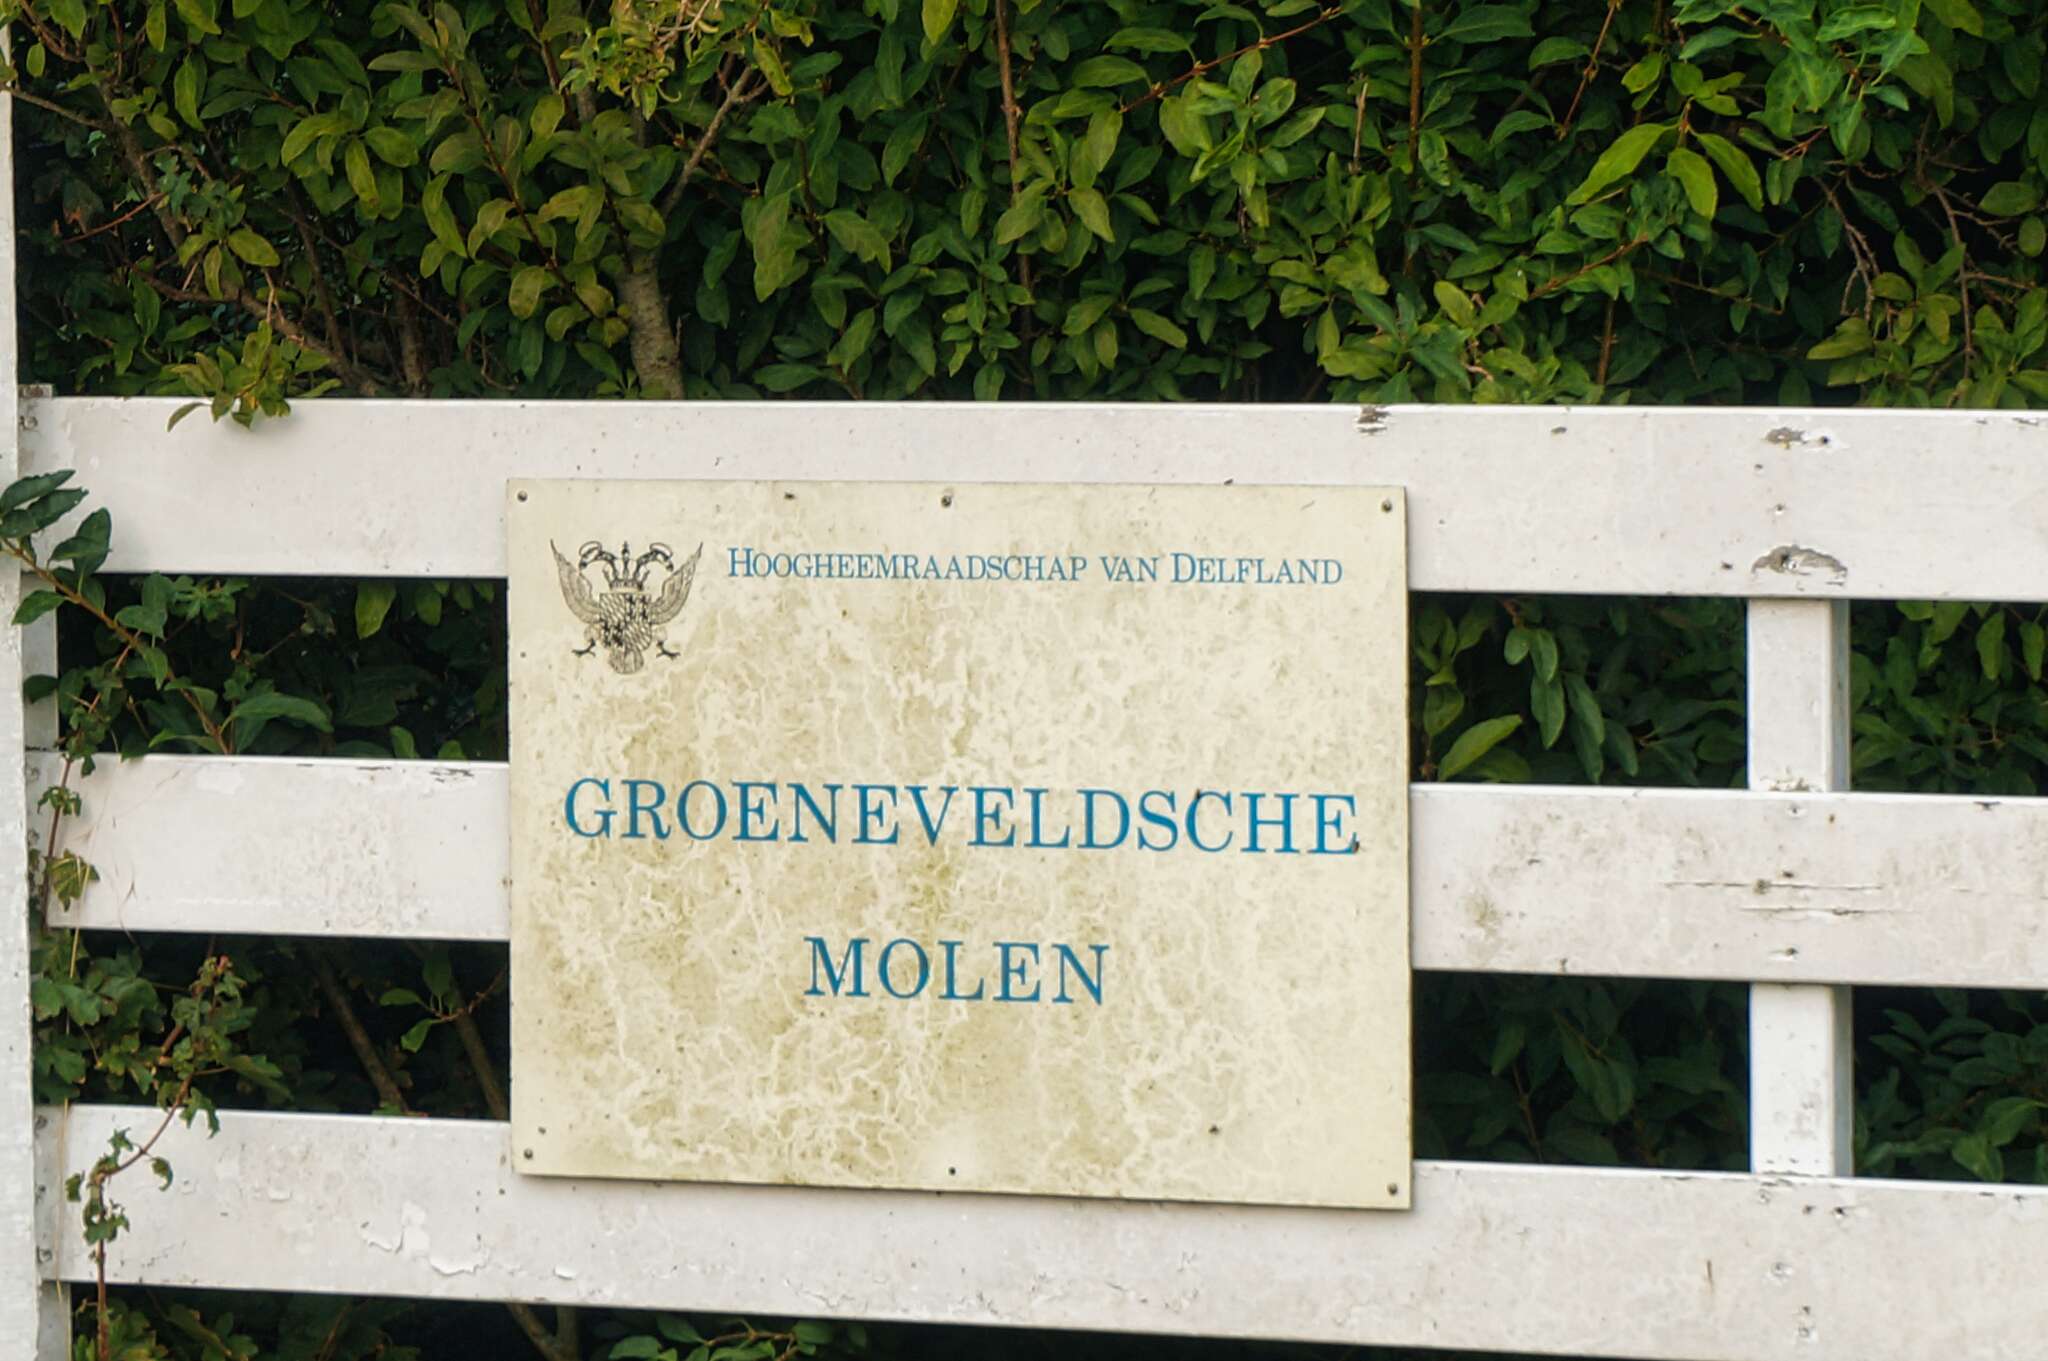 HOOGHEEMRAADSCHAP VAN DELFLAND
GROENEVELDSCHE
MOLEN